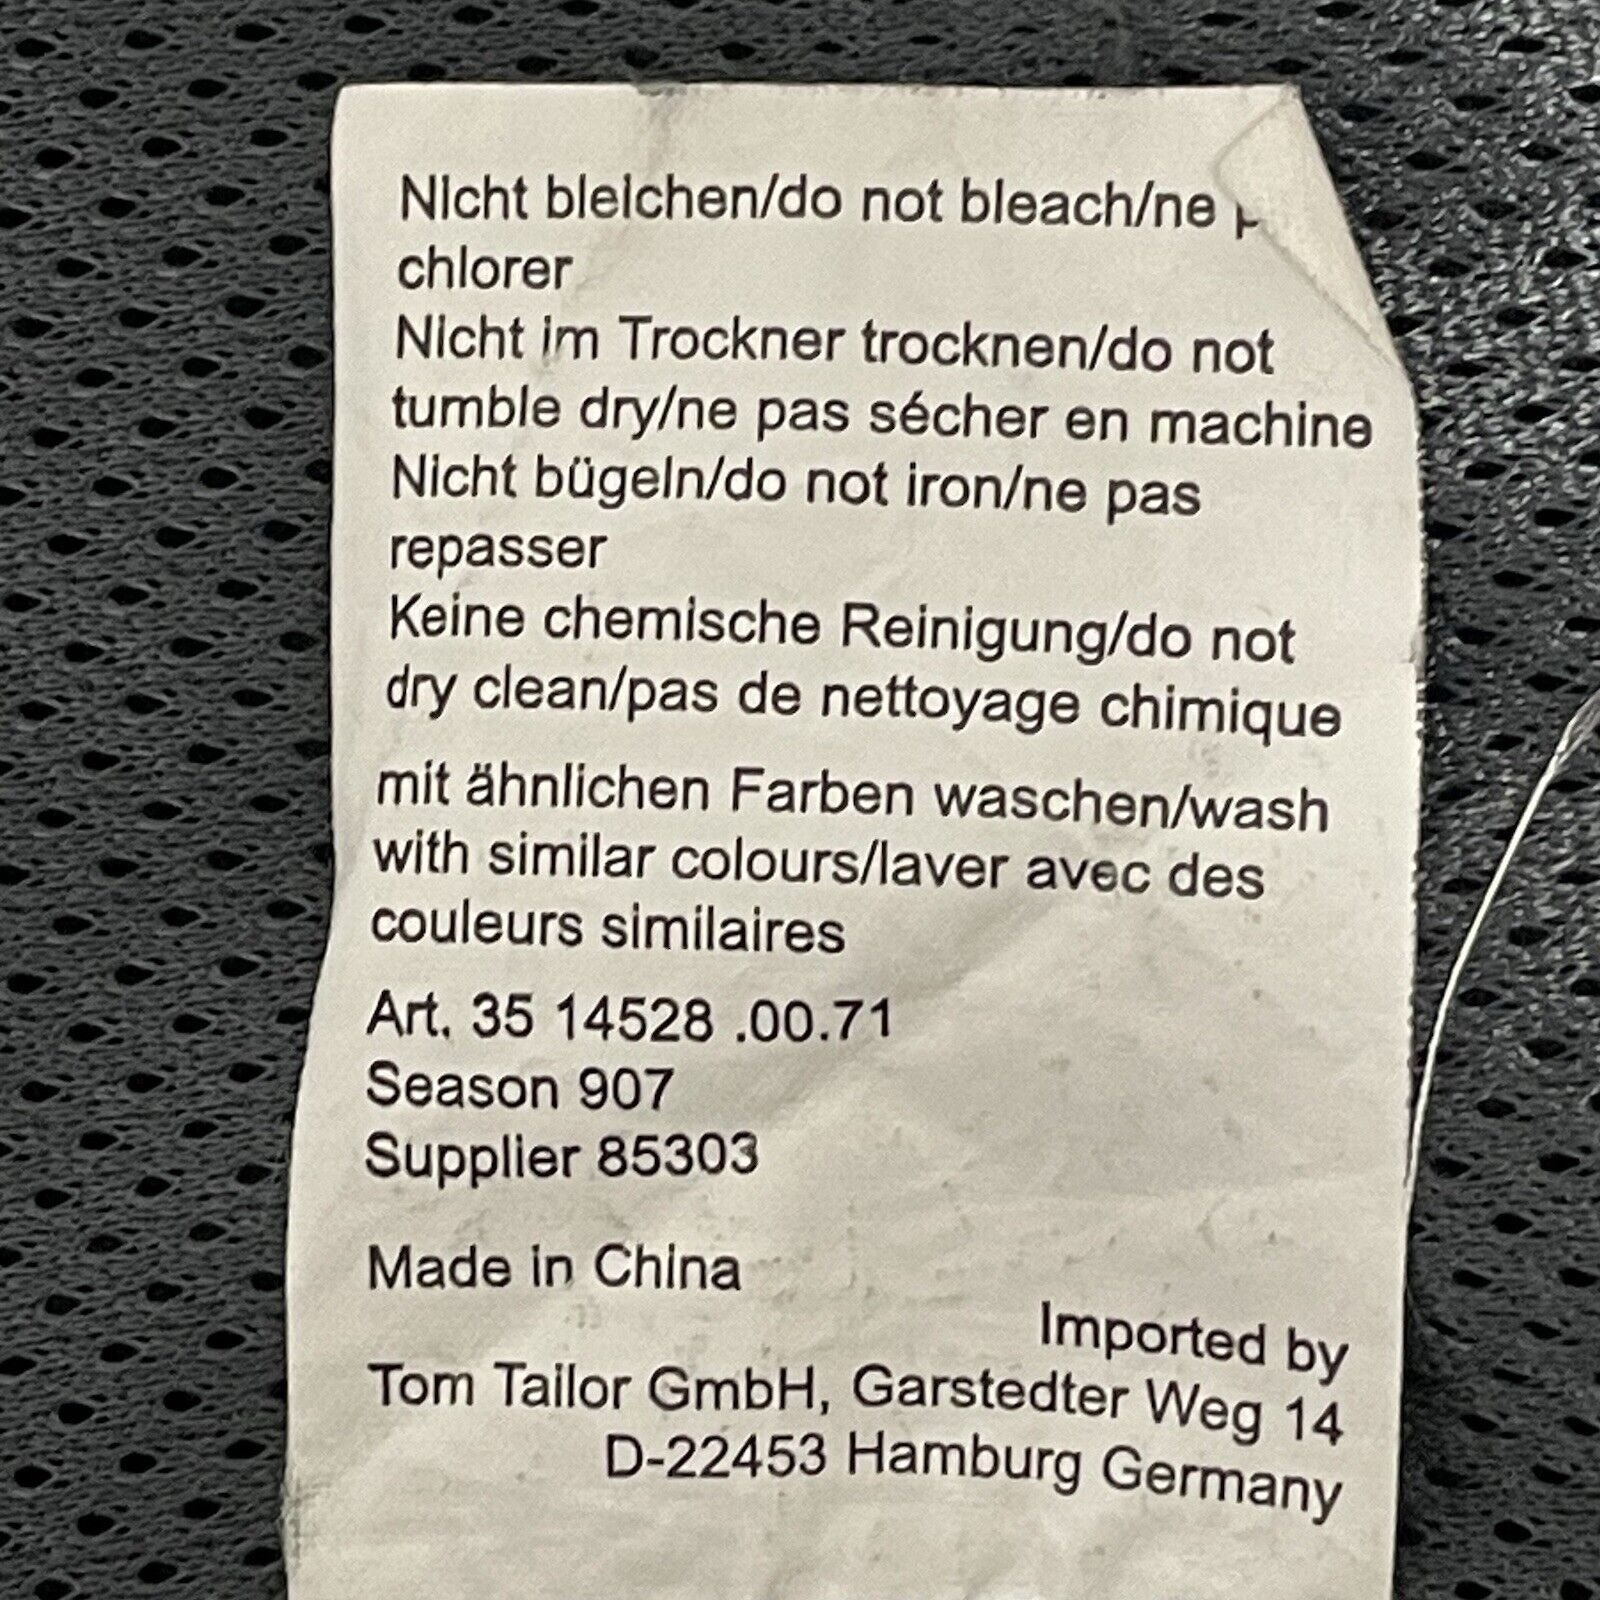 Nicht bleichen/do not bleach/ne
chlorer
Nicht im Trockner trocknen/do not
tumble dry/ne pas sécher en machine
Nicht bügeln/do not iron/ne pas
repasser
Keine chemische Reinigung/do not
dry clean/pas de nettoyage chimique
mit ähnlichen Farben waschen/wash
with similar colours/laver avec des
couleurs similaires
Art. 35 14528 .00.71
Season 907
Supplier 85303
Made in China
Imported by
Tom Tailor GmbH, Garstedter Weg 14
D-22453 Hamburg Germany